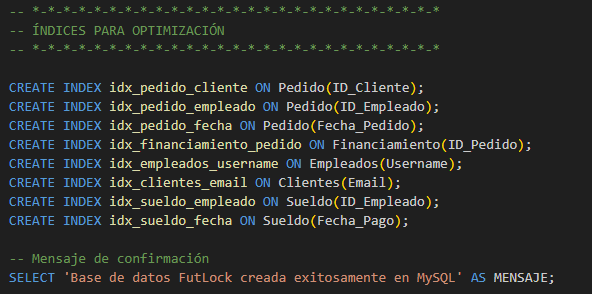 -- *-*-*-*-*-*-*-*-*-*-*-*-*-*-*-*-*-*-*-*-*-*-*-*-*-*-*
-- ÍNDICES PARA OPTIMIZACIÓN
-- *-*-*-*-*-*-*-*-*-*-*-*-*-*-*-*-*-*-*-*-*-*-*-*-*-*-*
CREATE INDEX idx_pedido_cliente ON Pedido(ID_Cliente);
CREATE INDEX idx_pedido_empleado ON Pedido(ID_Empleado);
CREATE INDEX idx_pedido_fecha ON Pedido(Fecha_Pedido);
CREATE INDEX idx_financiamiento_pedido ON Financiamiento(ID_Pedido);
CREATE INDEX idx_empleados_username ON Empleados(Username);
CREATE INDEX idx_clientes_email ON Clientes(Email);
CREATE INDEX idx_sueldo_empleado ON Sueldo(ID_Empleado);
CREATE INDEX idx_sueldo_fecha ON Sueldo(Fecha_Pago);
-- Mensaje de confirmación
SELECT 'Base de datos FutLock creada exitosamente en MySQL' AS MENSAJE;